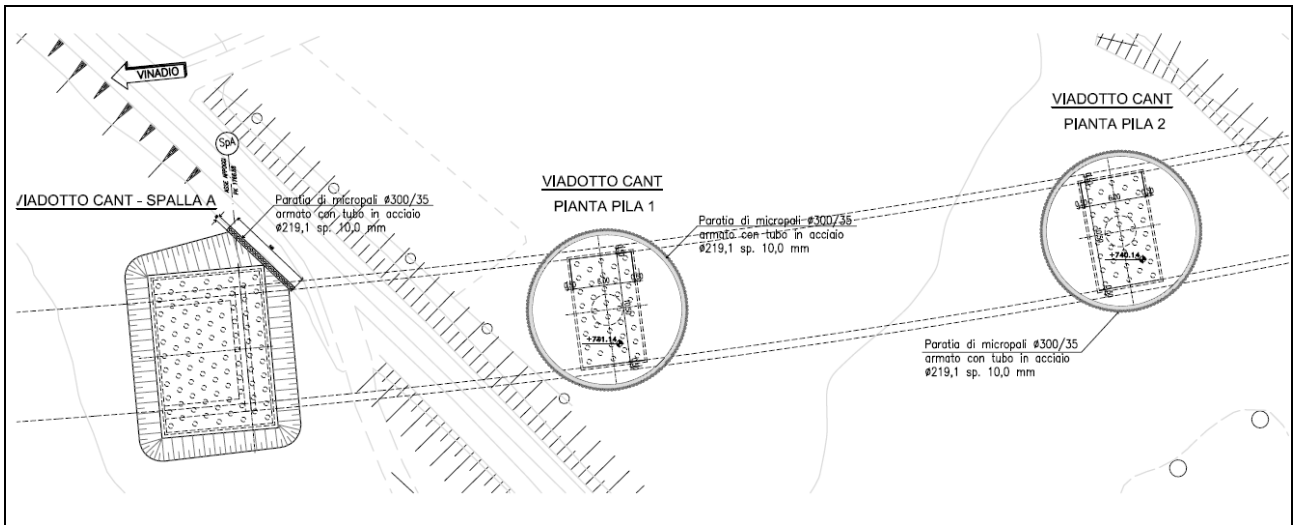 VINADIO
SpA
VIADOTTO CANT - SPALLA A
Paratia di micropali ø300/35
armato con tubo in acciaio
ø219,1 sp. 10,0 mm
VIADOTTO CANT
PIANTA PILA 1
Paratia di micropali ø300/35
armato con tubo in acciaio
ø219,1 sp. 10,0 mm
+741.14
VIADOTTO CANT
PIANTA PILA 2
+740.14
Paratia di micropali ø300/35
armato con tubo in acciaio
ø219,1 sp. 10,0 mm